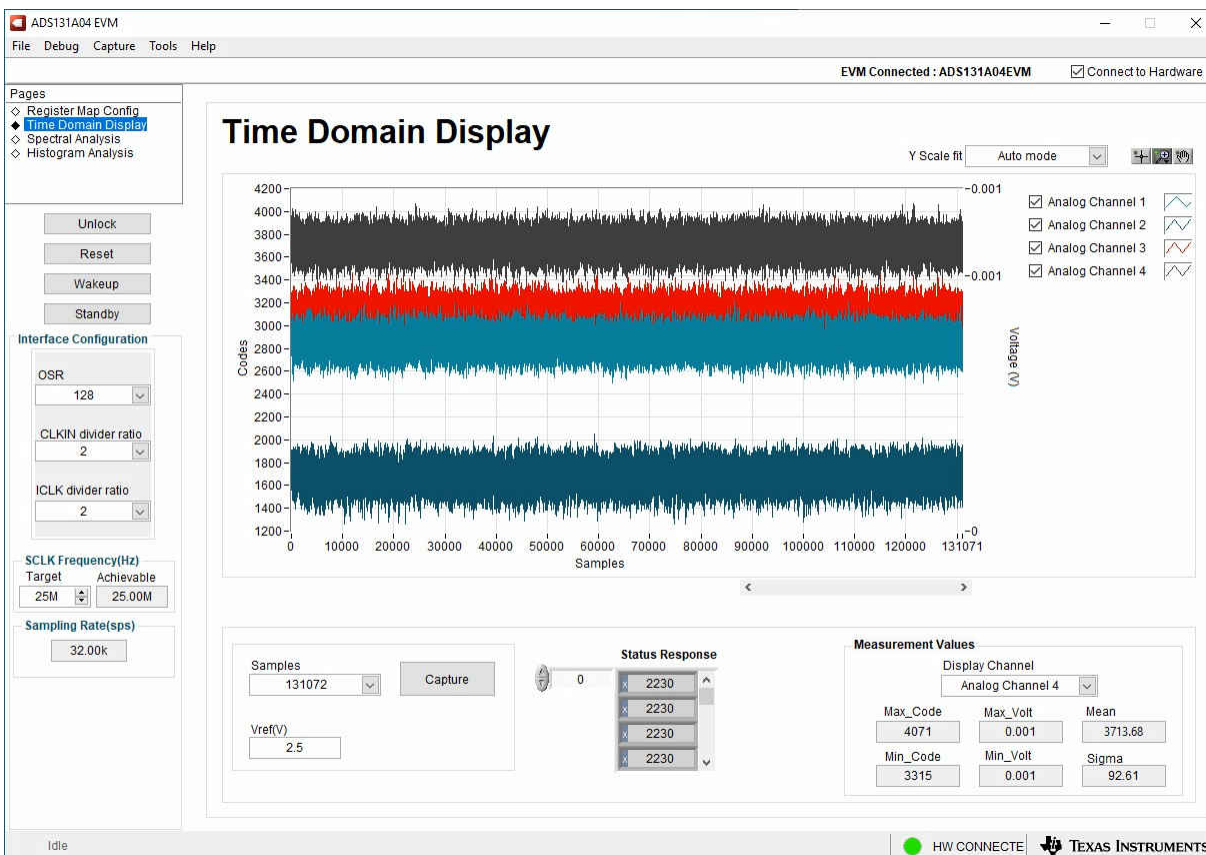 ADS131A04 EVM
File Debug Capture Tools Help
EVM Connected : ADS131A04EVM
Connect to Hardware
Pages
Register Map Config
Time Domain Display
Spectral Analysis
Histogram Analysis
Unlock
Reset
Wakeup
Standby
Interface Configuration
OSR
128
CLKIN divider ratio
2
ICLK divider ratio
2
SCLK Frequency(Hz)
Target Achievable
25M 25.00M
Sampling Rate(sps)
32.00k
Time Domain Display
Y Scale fit Auto mode
4200
4000
3800
3600
3400
3200
3000
2800
2600
2400
2200
2000
1800
1600
1400
1200
Codes
0 10000 20000 30000 40000 50000 60000 70000 80000 90000 100000 110000 120000 131071
Samples
0.001
0.001
0
Voltage (V)
Analog Channel 1
Analog Channel 2
Analog Channel 3
Analog Channel 4
Samples
131072
Capture
Vref(V)
2.5
Status Response
0
x 2230
x 2230
x 2230
x 2230
Measurement Values
Display Channel
Analog Channel 4
Max_Code Max_Volt Mean
4071 0.001 3713.68
Min_Code Min_Volt Sigma
3315 0.001 92.61
Idle
HW CONNECTE
TEXAS INSTRUMENTS